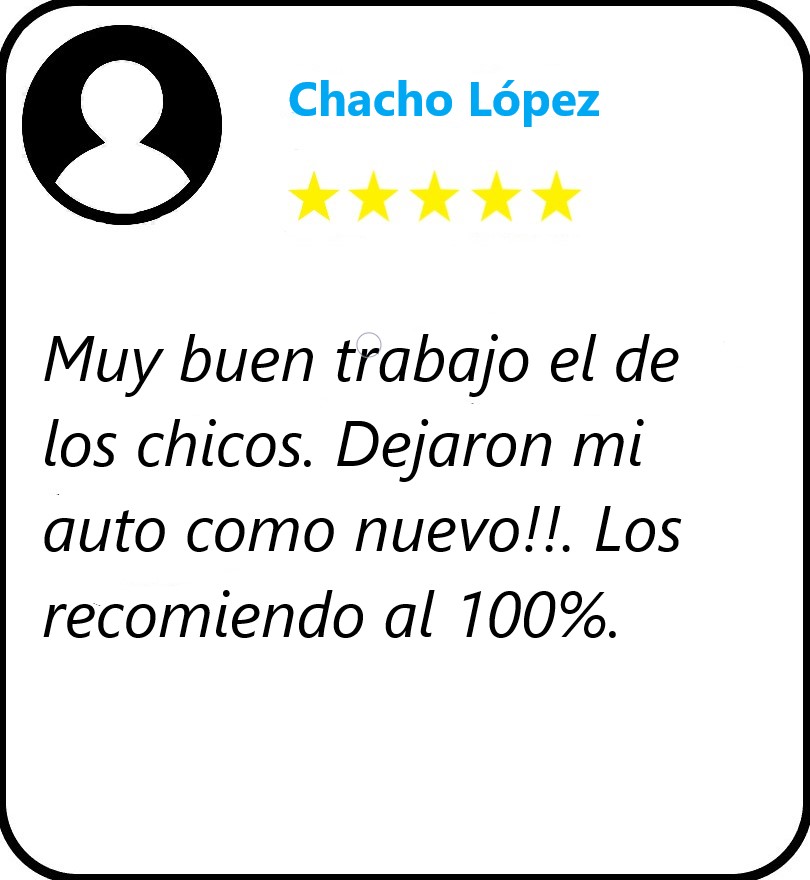 Chacho López
Muy buen trabajo el de
los chicos. Dejaron mi
auto como nuevo!!. Los
recomiendo al 100%.